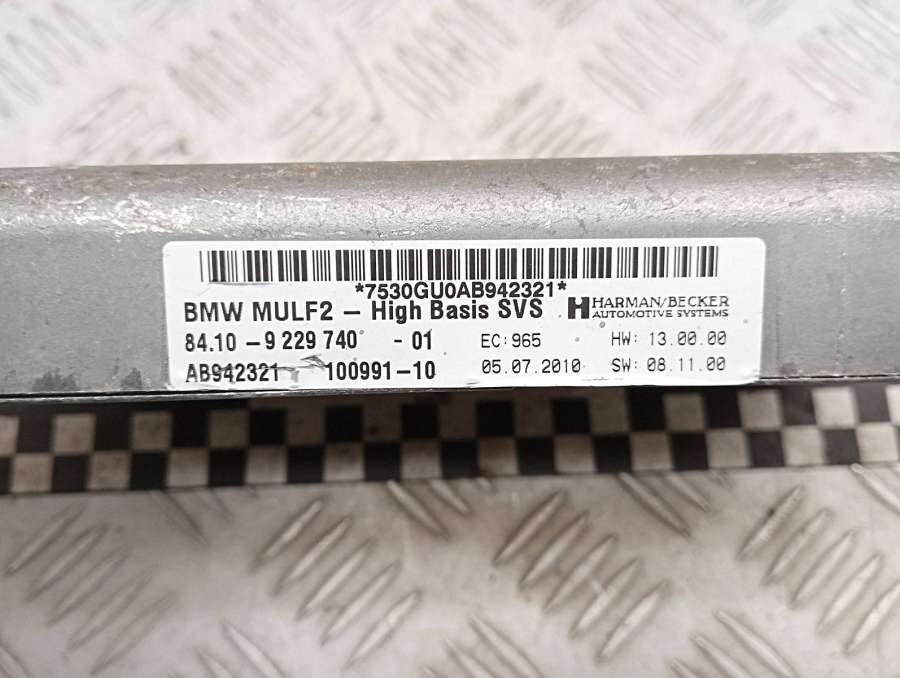 *7530GU0AB942321*
BMW MULF2 – High Basis SVS
HARMAN/BECKER
AUTOMOTIVE SYSTEMS
84.10 – 9 229 740 - 01 EC: 965 HW: 13.00.00
AB942321 100991-10 05.07.2010 SW: 08.11.00